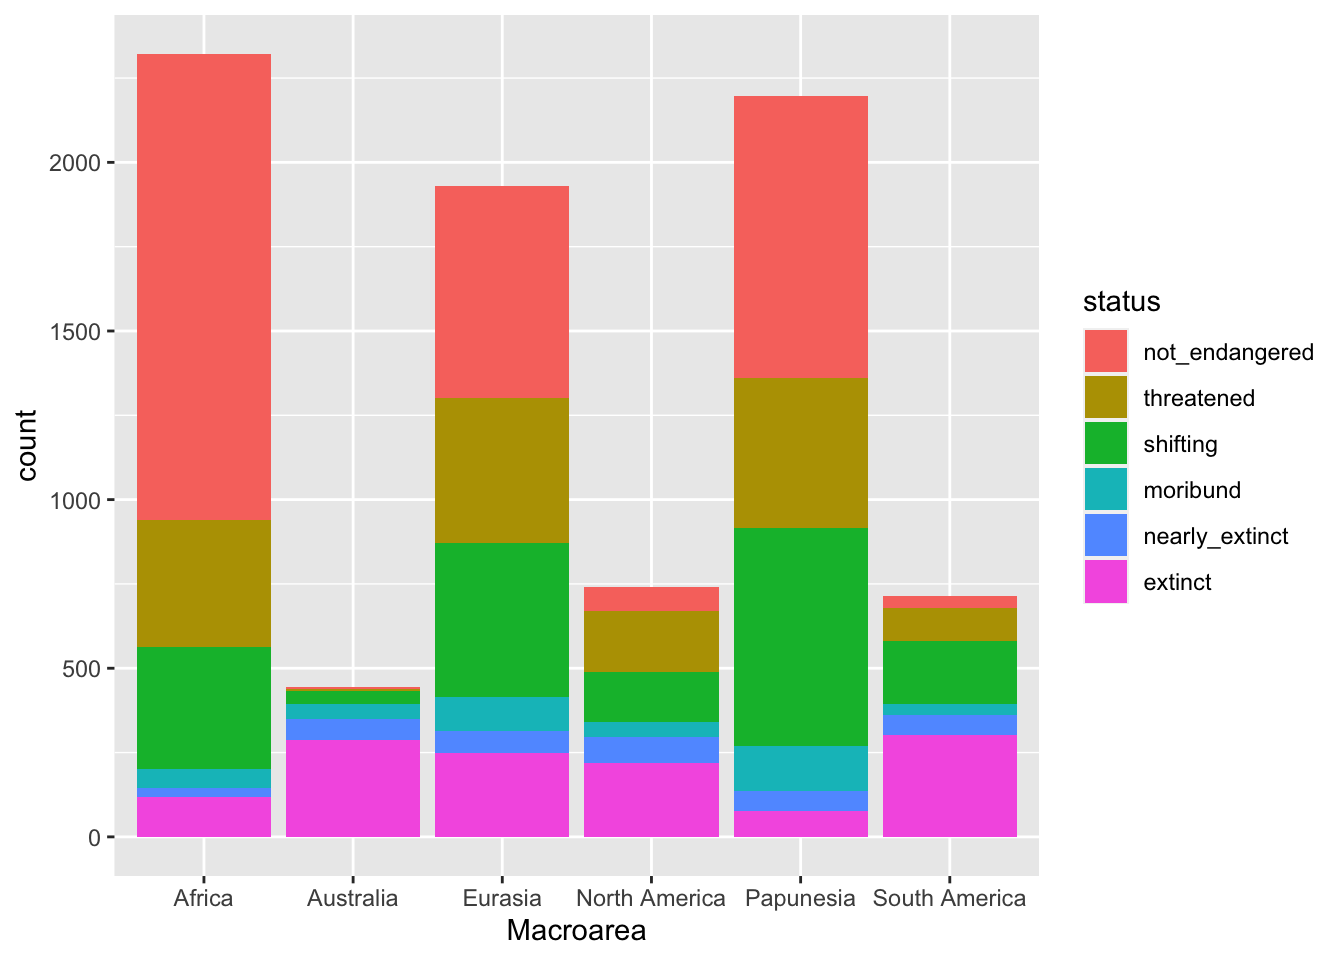 2000
1500
1000
500
0
count
Africa Australia Eurasia North America Papunesia South America
Macroarea
status
not_endangered
threatened
shifting
moribund
nearly_extinct
extinct